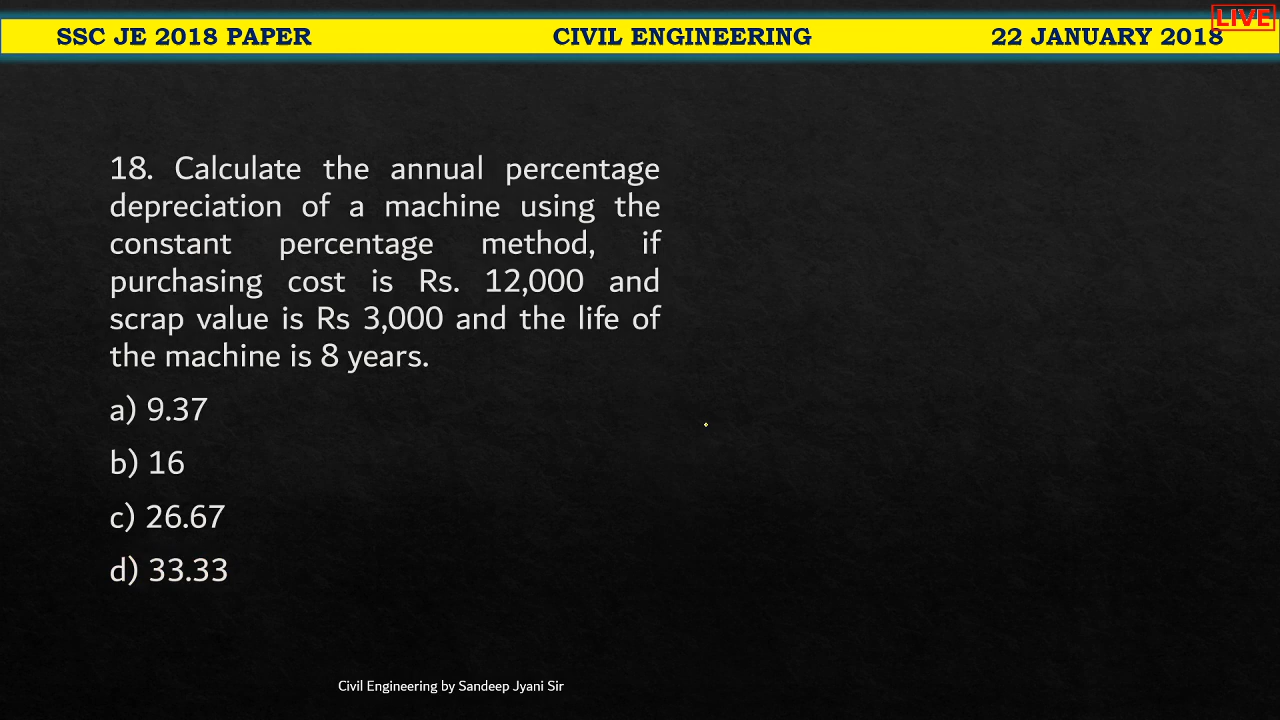 LIVE
SSC JE 2018 PAPER CIVIL ENGINEERING 22 JANUARY 2018
18. Calculate the annual percentage
depreciation of a machine using the
constant percentage method, if
purchasing cost is Rs. 12,000 and
scrap value is Rs 3,000 and the life of
the machine is 8 years.
a) 9.37
b) 16
c) 26.67
d) 33.33
Civil Engineering by Sandeep Jyani Sir